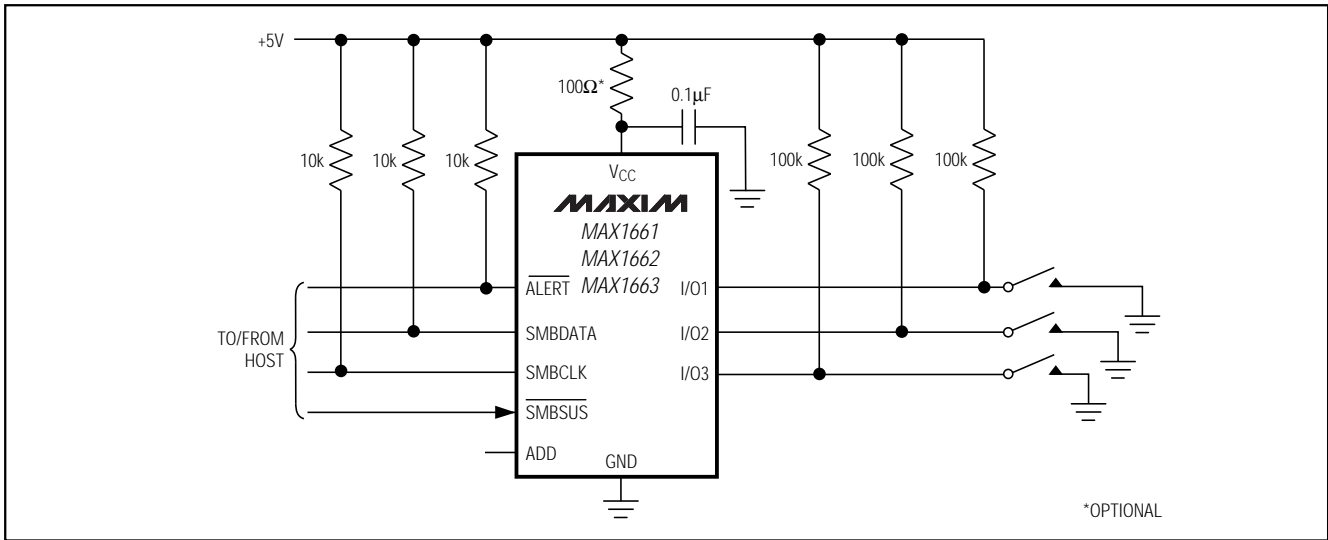 +5V
100Ω*
0.1µF
10k
10k
10k
100k
100k
100k
VCC
MAXIM
MAX1661
MAX1662
MAX1663
ALERT
I/O1
SMBDATA
I/O2
TO/FROM
HOST
SMBCLK
I/O3
SMBSUS
ADD
GND
*OPTIONAL